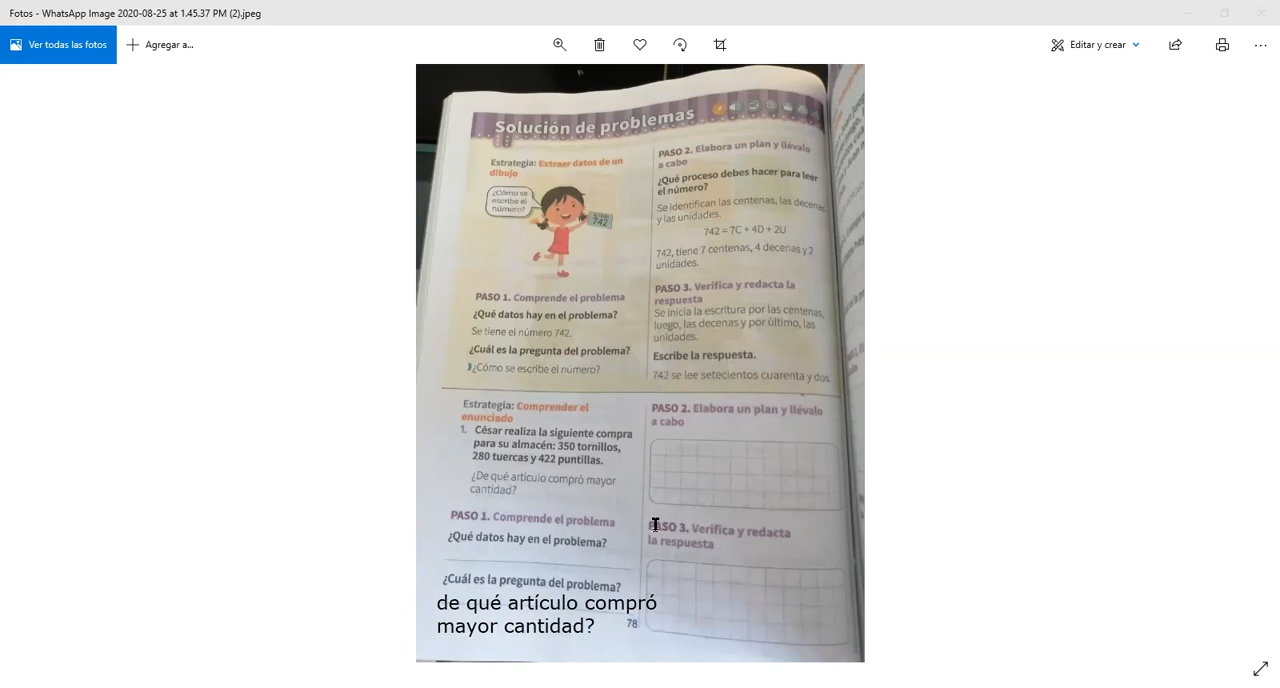 Fotos - WhatsApp Image 2020-08-25 at 1.45.37 PM (2).jpeg
Ver todas las fotos
Agregar a...
Editar y crear
Solución de problemas
Estrategia: Extraer datos de un
dibujo
¿Cómo se
escribe el
número?
742
PASO 1. Comprende el problema
¿Qué datos hay en el problema?
Se tiene el número 742.
¿Cuál es la pregunta del problema?
¿Cómo se escribe el número?
PASO 2. Elabora un plan y llévalo
a cabo
¿Qué proceso debes hacer para leer
el número?
Se identifican las centenas, las decenas
y las unidades.
742 = 7C + 4D + 2U
742, tiene 7 centenas, 4 decenas y 2
unidades.
PASO 3. Verifica y redacta la
respuesta
Se inicia la escritura por las centenas,
luego, las decenas y por último, las
unidades.
Escribe la respuesta.
742 se lee setecientos cuarenta y dos.
Estrategia: Comprender el
enunciado
1. César realiza la siguiente compra
para su almacén: 350 tornillos,
280 tuercas y 422 puntillas.
¿De qué artículo compró mayor
cantidad?
PASO 1. Comprende el problema
¿Qué datos hay en el problema?
¿Cuál es la pregunta del problema?
de qué artículo compró
mayor cantidad?
PASO 2. Elabora un plan y llévalo
a cabo
PASO 3. Verifica y redacta
la respuesta
78